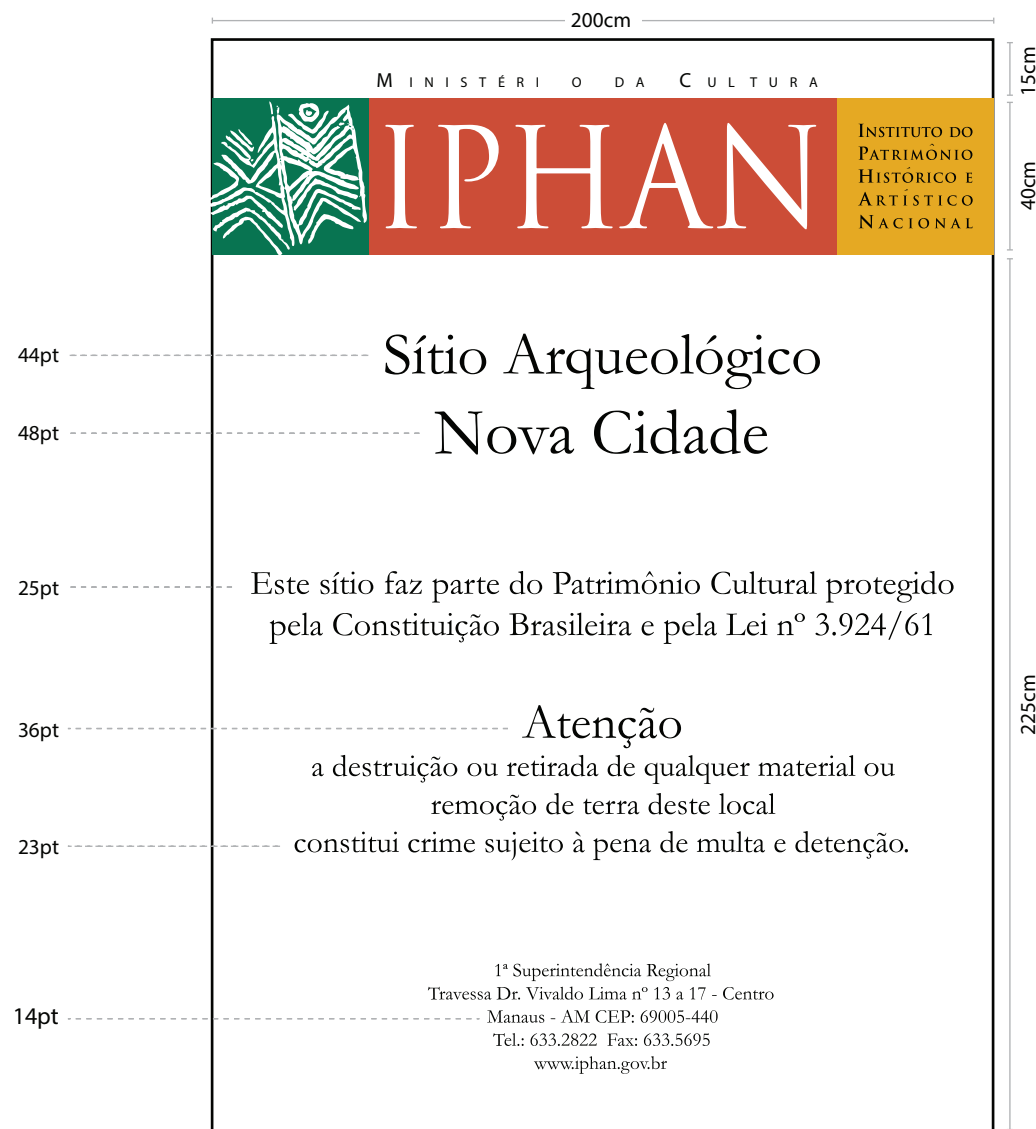 200cm
15cm
MINISTÉRIO DA CULTURA
IPHAN
INSTITUTO DO
PATRIMÔNIO
HISTÓRICO E
ARTÍSTICO
NACIONAL
40cm
44pt
Sítio Arqueológico
48pt
Nova Cidade
25pt
Este sítio faz parte do Patrimônio Cultural protegido
pela Constituição Brasileira e pela Lei nº 3.924/61
225cm
36pt
Atenção
a destruição ou retirada de qualquer material ou
remoção de terra deste local
23pt
constitui crime sujeito à pena de multa e detenção.
1ª Superintendência Regional
Travessa Dr. Vivaldo Lima nº 13 a 17 - Centro
14pt
Manaus - AM CEP: 69005-440
Tel.: 633.2822 Fax: 633.5695
www.iphan.gov.br